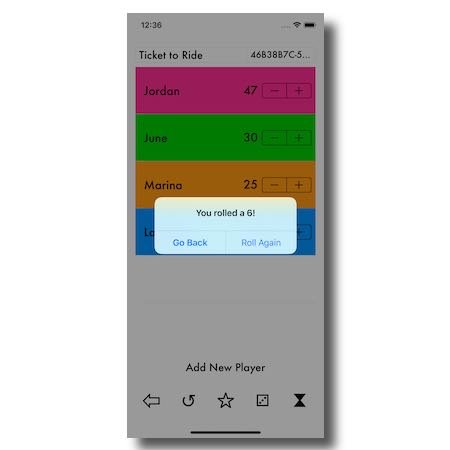 12:36
Ticket to Ride 46B38B7C-5...
Jordan 47 − +
June 30 − +
Marina 25 − +
You rolled a 6!
La +
Go Back Roll Again
Add New Player